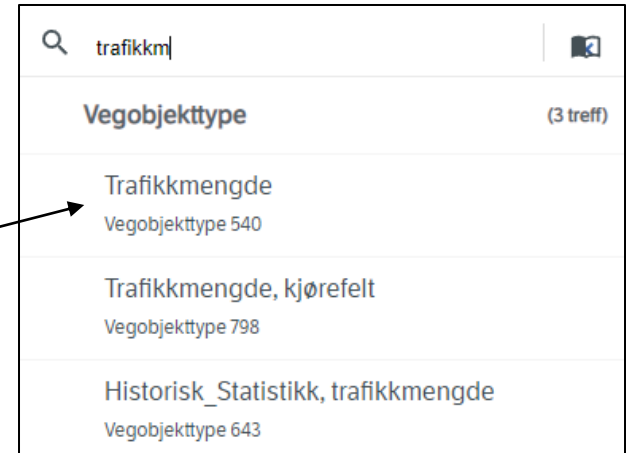 trafikkm
Vegobjekttype (3 treff)
Trafikkmengde
Vegobjekttype 540
Trafikkmengde, kjørefelt
Vegobjekttype 798
Historisk_Statistikk, trafikkmengde
Vegobjekttype 643